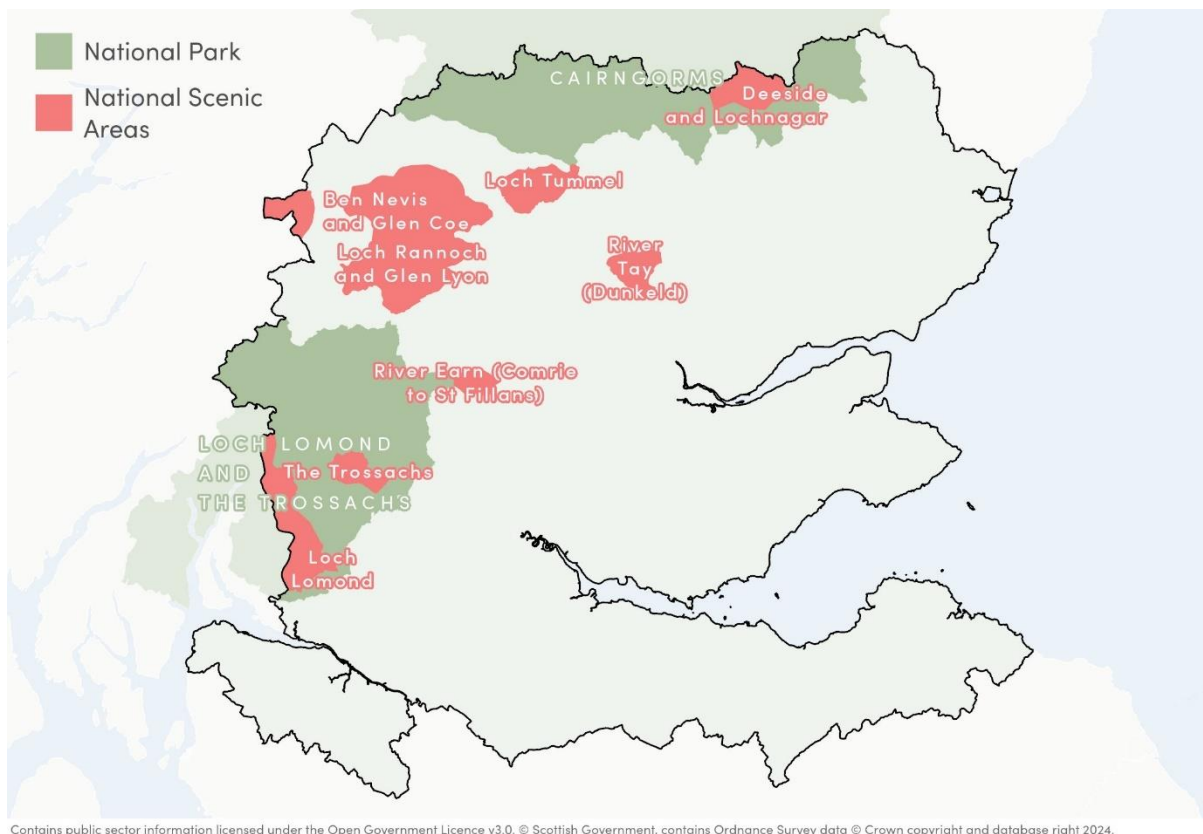 National Park
National Scenic
Areas
CAIRNGORMS
Deeside
and Lochnagar
Loch Tummel
Ben Nevis
and Glen Coe
Loch Rannoch
and Glen Lyon
River
Tay
(Dunkeld)
River Earn (Comrie
to St Fillans)
LOCH LOMOND
AND
THE TROSSACHS
The Trossachs
Loch
Lomond
Contains public sector information licensed under the Open Government Licence v3.0. © Scottish Government, contains Ordnance Survey data © Crown copyright and database right 2024.